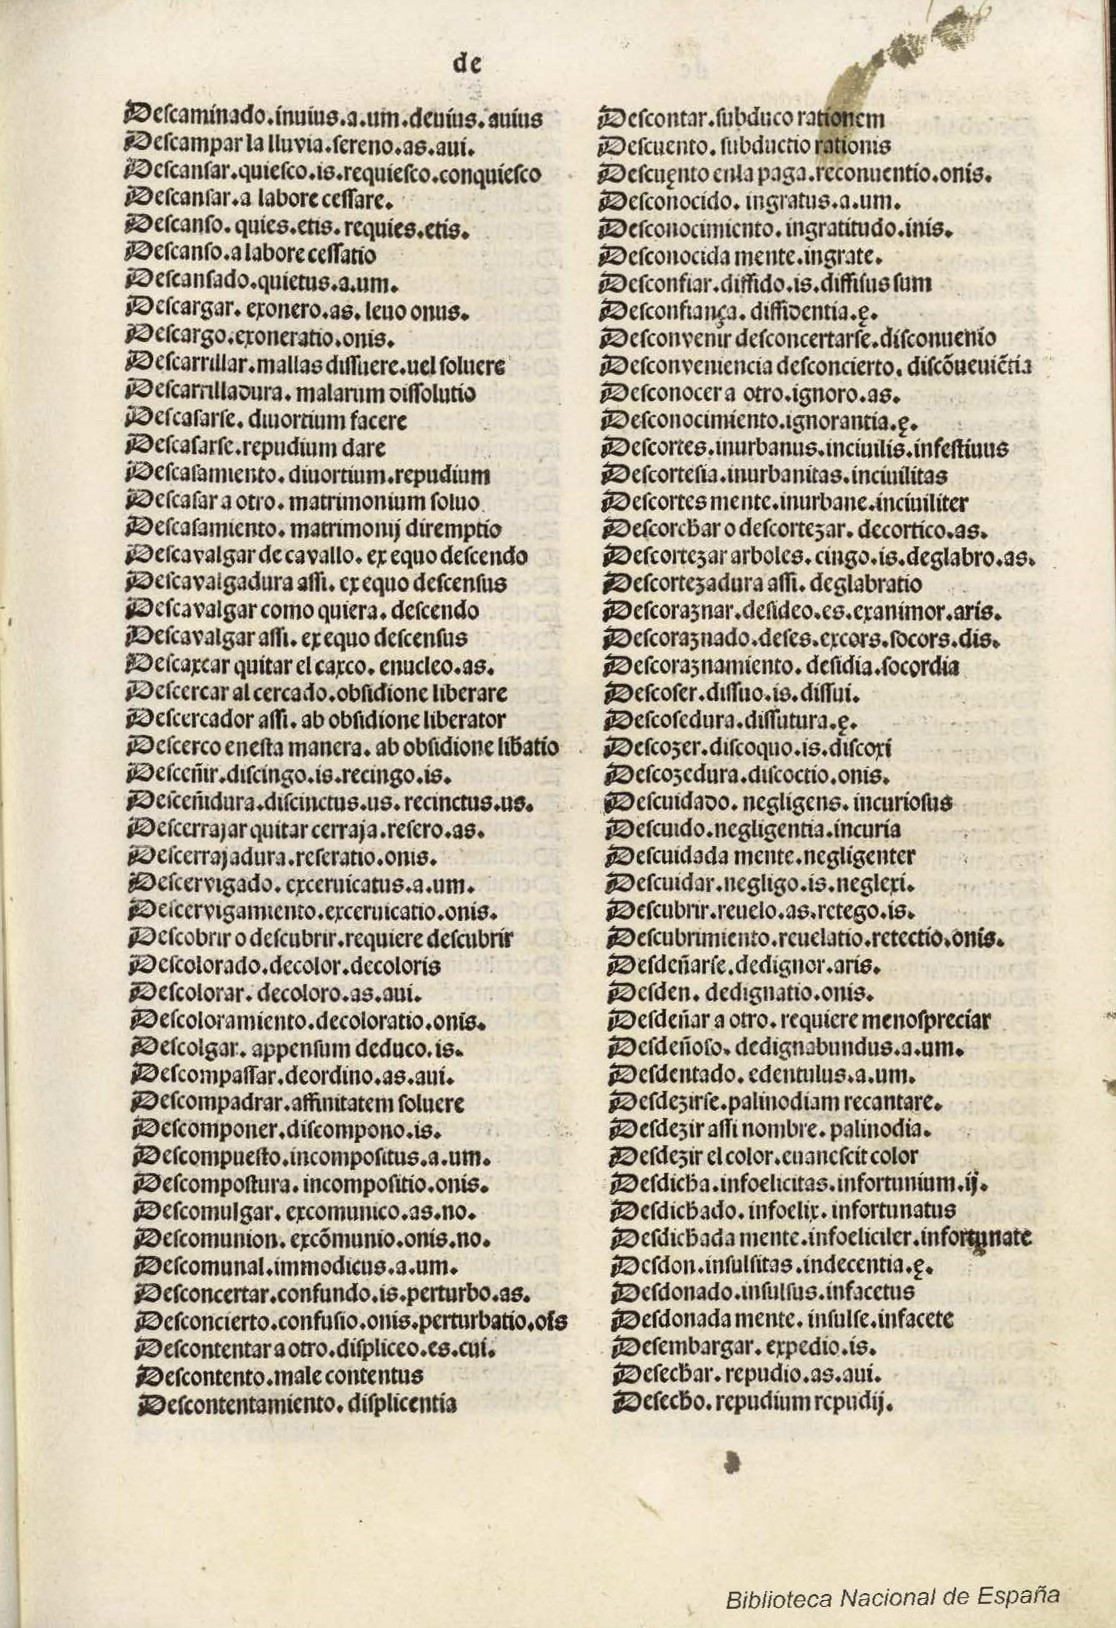 de
Descaminado.inuius.a.um.deuius.auius
Descampar la lluvia.sereno.as.aui.
Descansar.quiesco.is.requiesco.conquiesco
Descansar.a labore cessare.
Descanso.quies.etis.requies.etis.
Descanso.a labore cessatio
Descansado.quietus.a.um.
Descargar.exonero.as.leuo onus.
Descargo.exoneratio.onis.
Descarrillar.mallas dissuere.uel soluere
Descarrilladura.malarum dissolutio
Descasarse.diuortium facere
Descasarse.repudium dare
Descasamiento.diuortium.repudium
Descasar a otro.matrimonium soluo
Descasamiento.matrimonij diremptio
Descavalgar de cavallo.ex equo descendo
Descavalgadura assi.ex equo descensus
Descavalgar como quiera.descendo
Descavalgar assi.ex equo descensus
Descaxcar quitar el caxco.enucleo.as.
Descercar al cercado.obsidione liberare
Descercador assi.ab obsidione liberator
Descerco enesta manera.ab obsidione lib̄atio
Desceñir.discingo.is.recingo.is.
Desceñidura.discinctus.us.recinctus.us.
Descerrajar quitar cerraja.resero.as.
Descerrajadura.reseratio.onis.
Descervigado.exceruicatus.a.um.
Descervigamiento.exceruicatio.onis.
Descobrir o descubrir.requiere descubrir
Descolorado.decolor.decoloris
Descolorar.decoloro.as.aui.
Descoloramiento.decoloratio.onis.
Descolgar.appensum deduco.is.
Descompassar.deordino.as.aui.
Descompadrar.affinitatem soluere
Descomponer.discompono.is.
Descompuesto.incompositus.a.um.
Descompostura.incompositio.onis.
Descomulgar.excomunico.as.no.
Descomunion.excōmunio.onis.no.
Descomunal.immodicus.a.um.
Desconcertar.confundo.is.perturbo.as.
Desconcierto.confusio.onis.perturbatio.oīs
Descontentar a otro.displiceo.es.cui.
Descontento.male contentus
Descontentamiento.displicentia
Descontar.subduco rationem
Descuento.subductio rationis
Descuento enla paga.reconuentio.onis.
Desconocido.ingratus.a.um.
Desconocimiento.ingratitudo.inis.
Desconocida mente.ingrate.
Desconfiar.diffido.is.diffisus sum
Desconfiança.diffidentia.ę.
Desconvenir desconcertarse.disconuenio
Desconveniencia desconcierto.discōueniētia
Desconocer a otro.ignoro.as.
Desconocimiento.ignorantia.ę.
Descortes.inurbanus.inciuilis.infestiuus
Descortesia.inurbanitas.inciuilitas
Descortes mente.inurbane.inciuiliter
Descorchar o descortezar.decortico.as.
Descortezar arboles.cingo.is.deglabro.as.
Descortezadura assi.deglabratio
Descoraznar.desideo.es.exanimor.aris.
Descoraznado.deses.excors.socors.dis.
Descoraznamiento.desidia.socordia
Descoser.dissuo.is.dissui.
Descosedura.dissutura.ę.
Descozer.discoquo.is.discoxi
Descozedura.discoctio.onis.
Descuidado.negligens.incuriosus
Descuido.negligentia.incuria
Descuidada mente.negligenter
Descuidar.negligo.is.neglexi.
Descubrir.reuelo.as.retego.is.
Descubrimiento.reuelatio.retectio.onis.
Desdeñarse.dedignor.aris.
Desden.dedignatio.onis.
Desdeñar a otro.requiere menospreciar
Desdeñoso.dedignabundus.a.um.
Desdentado.edentulus.a.um.
Desdezirse.palinodiam recantare.
Desdezir assi nombre.palinodia.
Desdezir el color.euanescit color
Desdicha.infoelicitas.infortunium.ij.
Desdichado.infoelix.infortunatus
Desdichada mente.infoeliciler.infortunate
Desdon.insulsitas.indecentia.ę.
Desdonado.insulsus.infacetus
Desdonada mente.insulse.infacete
Desembargar.expedio.is.
Desechar.repudio.as.aui.
Desecho.repudium repudij.
Biblioteca Nacional de España